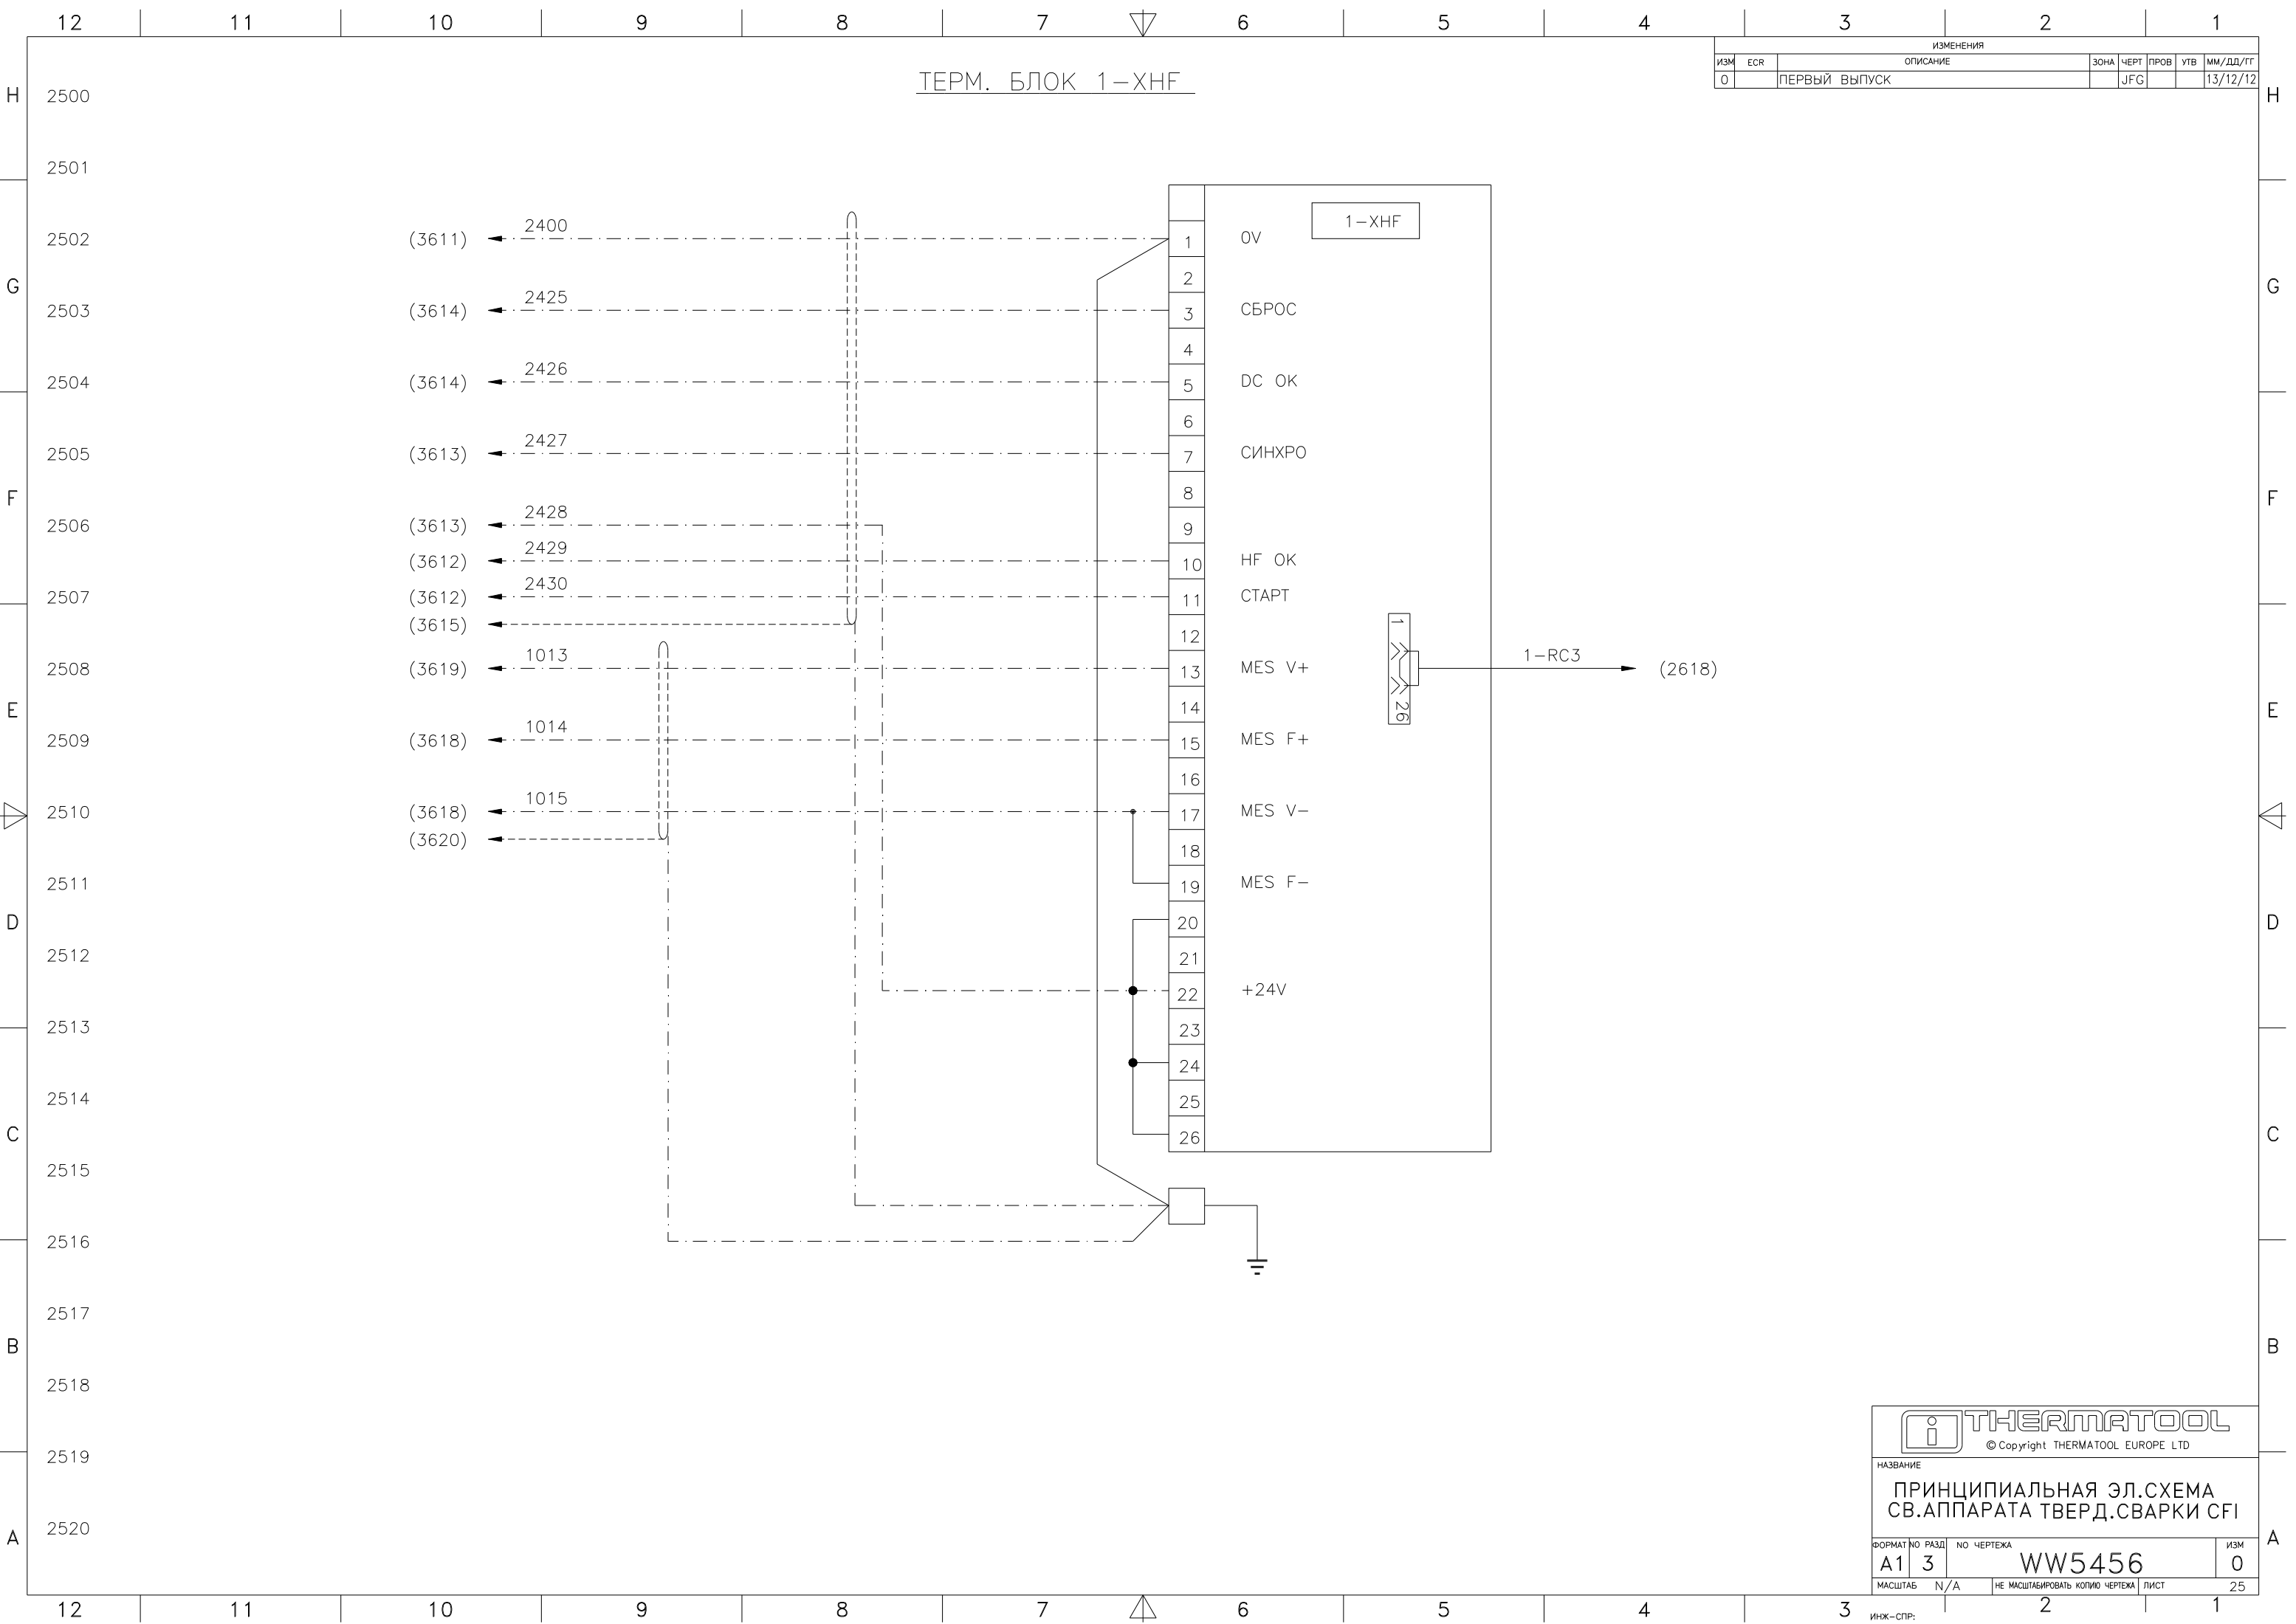 12 11 10 9 8 7 6 5 4 3 2 1
ИЗМЕНЕНИЯ
ИЗМ ECR ОПИСАНИЕ ЗОНА ЧЕРТ ПРОВ УТВ ММ/ДД/ГГ
0 ПЕРВЫЙ ВЫПУСК JFG 13/12/12
ТЕРМ. БЛОК 1-XHF
H 2500 H
2501
1-XHF
2502 (3611) 2400 1 0V
2
G G
2503 (3614) 2425 3 СБРОС
4
2504 (3614) 2426 5 DC OK
6
2505 (3613) 2427 7 СИНХРО
8
F F
2506 (3613) 2428 9
(3612) 2429 10 HF OK
2507 (3612) 2430 11 СТАРТ
(3615) 12
1
2508 (3619) 1013 13 MES V+ 1-RC3 (2618)
26
14
E E
2509 (3618) 1014 15 MES F+
16
2510 (3618) 1015 17 MES V-
(3620) 18
2511 19 MES F-
D 20 D
2512 21
22 +24V
2513 23
24
2514 25
C 26 C
2515
2516
2517
B B
2518
2519
2520
A A
i THERMATOOL
© Copyright THERMATOOL EUROPE LTD
НАЗВАНИЕ
ПРИНЦИПИАЛЬНАЯ ЭЛ.СХЕМА
СВ.АППАРАТА ТВЕРД.СВАРКИ CFI
ФОРМАТ NO РАЗД NO ЧЕРТЕЖА ИЗМ
A1 3 WW5456 0
МАСШТАБ N/A НЕ МАСШТАБИРОВАТЬ КОПИЮ ЧЕРТЕЖА ЛИСТ 25
12 11 10 9 8 7 6 5 4 3 2 1
ИНЖ-СПР: